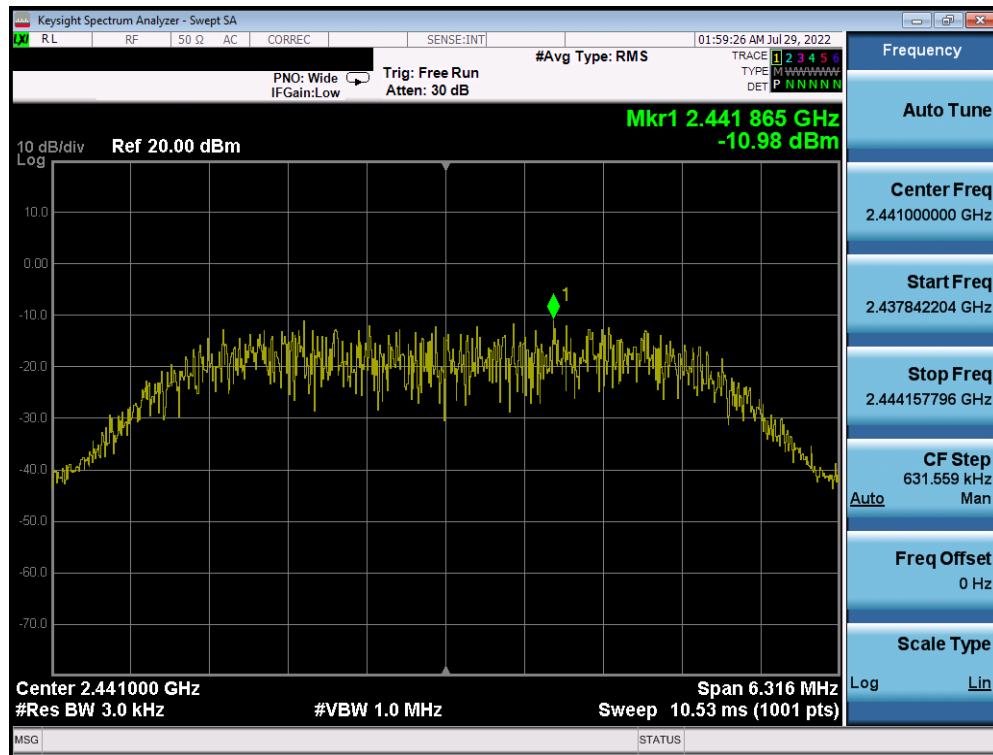 Keysight Spectrum Analyzer - Swept SA
LXI RL RF 50 Ω AC CORREC SENSE:INT 01:59:26 AM Jul 29, 2022
#Avg Type: RMS
TRACE 1 2 3 4 5 6
TYPE M W W W W W
DET P N N N N N
PNO: Wide
IFGain:Low
Trig: Free Run
Atten: 30 dB
Mkr1 2.441 865 GHz
-10.98 dBm
10 dB/div
Log
Ref 20.00 dBm
10.0
0.00
-10.0
-20.0
-30.0
-40.0
-50.0
-60.0
-70.0
1
Center 2.441000 GHz
#Res BW 3.0 kHz
#VBW 1.0 MHz
Span 6.316 MHz
Sweep 10.53 ms (1001 pts)
MSG
STATUS
Frequency
Auto Tune
Center Freq
2.441000000 GHz
Start Freq
2.437842204 GHz
Stop Freq
2.444157796 GHz
CF Step
631.559 kHz
Auto Man
Freq Offset
0 Hz
Scale Type
Log Lin